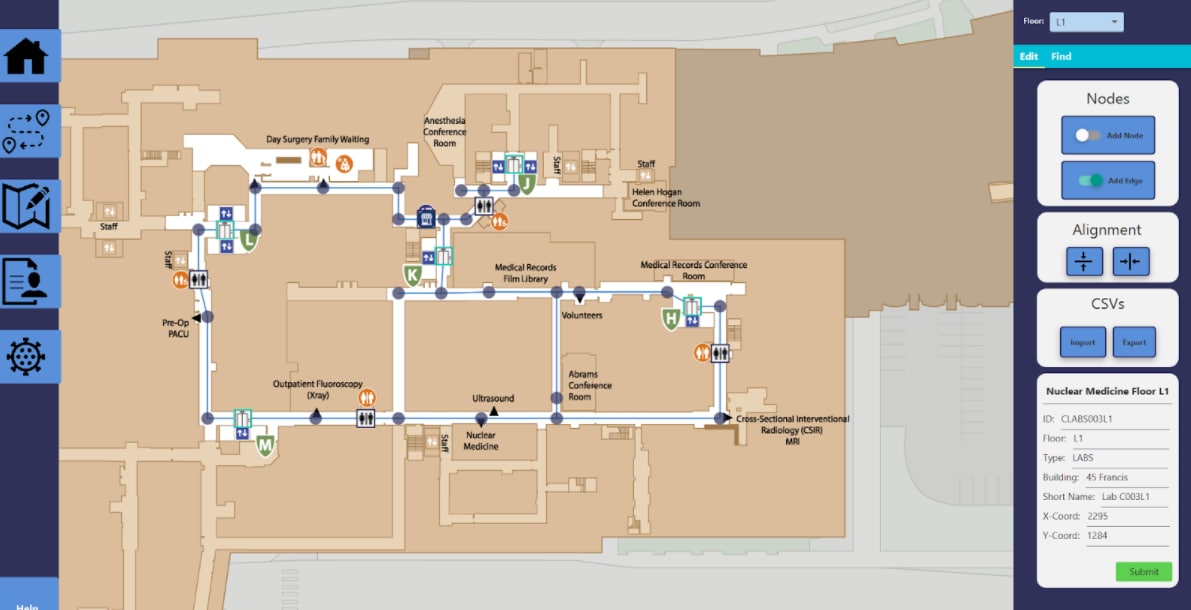 Floor: L1
Edit Find
Nodes
Add Node
Add Edge
Alignment
CSVs
Import Export
Nuclear Medicine Floor L1
ID: CLABS003L1
Floor: L1
Type: LABS
Building: 45 Francis
Short Name: Lab C003L1
X-Coord: 2295
Y-Coord: 1284
Submit
Help
Day Surgery Family Waiting
Anesthesia
Conference
Room
Staff
Staff
Helen Hogan
Conference Room
J
Staff
L
Staff
K
Medical Records
Film Library
Medical Records Conference
Room
Volunteers
H
Pre-Op
PACU
Outpatient Fluoroscopy
(Xray)
Abrams
Conference
Room
Ultrasound
Nuclear
Medicine
Staff
M
Cross-Sectional Interventional
Radiology (CSIR)
MRI